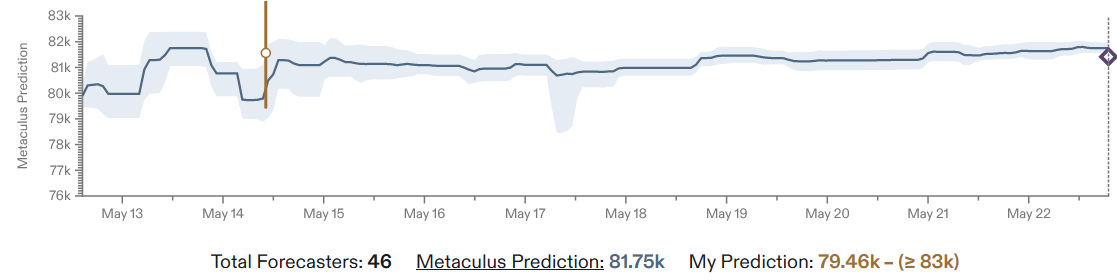 83k
82k
81k
80k
79k
78k
77k
76k
Metaculus Prediction
May 13 May 14 May 15 May 16 May 17 May 18 May 19 May 20 May 21 May 22
Total Forecasters: 46 Metaculus Prediction: 81.75k My Prediction: 79.46k – (≥ 83k)